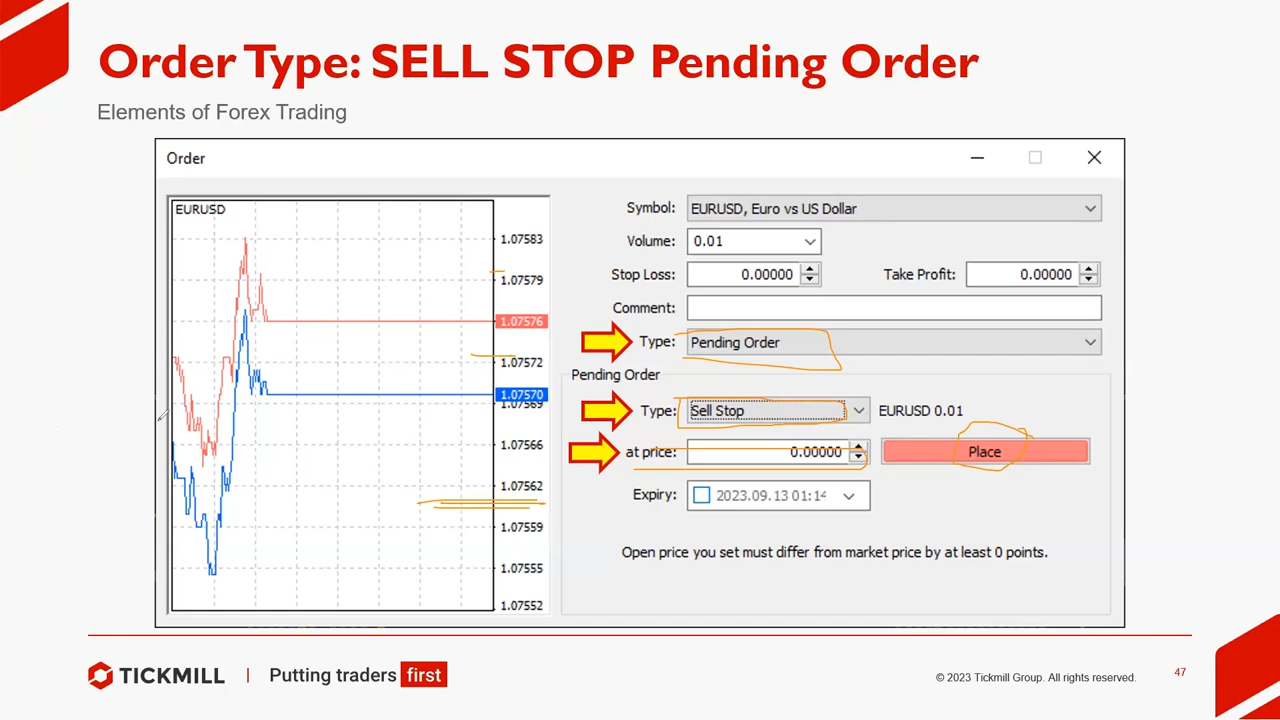 Order Type: SELL STOP Pending Order
Elements of Forex Trading
Order
EURUSD
1.07583
1.07579
1.07576
1.07572
1.07570
1.07569
1.07566
1.07562
1.07559
1.07555
1.07552
Symbol: EURUSD, Euro vs US Dollar
Volume: 0.01
Stop Loss: 0.00000 Take Profit: 0.00000
Comment:
Type: Pending Order
Pending Order
Type: Sell Stop EURUSD 0.01
at price: 0.00000 Place
Expiry: 2023.09.13 01:14
Open price you set must differ from market price by at least 0 points.
TICKMILL | Putting traders first
© 2023 Tickmill Group. All rights reserved.
47